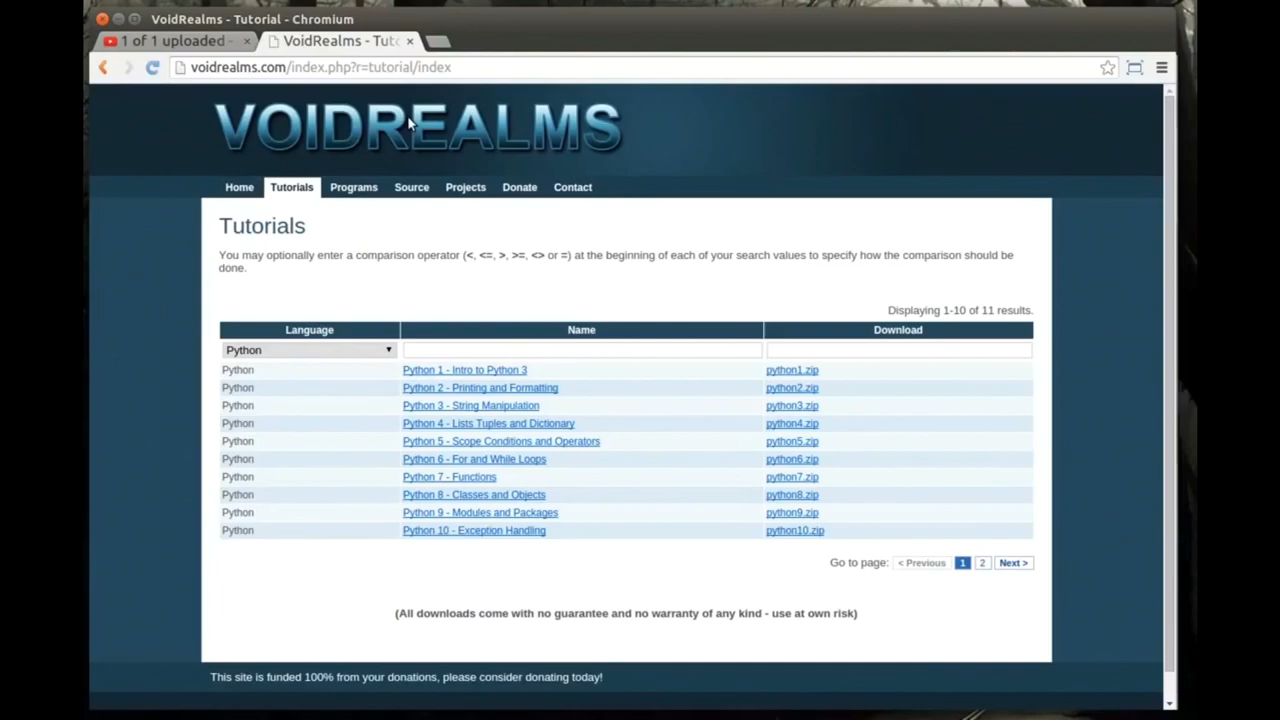 VoidRealms - Tutorial - Chromium
1 of 1 uploaded -
VoidRealms - Tuto
voidrealms.com/index.php?r=tutorial/index
VOIDREALMS
Home Tutorials Programs Source Projects Donate Contact
Tutorials
You may optionally enter a comparison operator (<, <=, >, >=, <> or =) at the beginning of each of your search values to specify how the comparison should be
done.
Displaying 1-10 of 11 results.
Language Name Download
Python
Python Python 1 - Intro to Python 3 python1.zip
Python Python 2 - Printing and Formatting python2.zip
Python Python 3 - String Manipulation python3.zip
Python Python 4 - Lists Tuples and Dictionary python4.zip
Python Python 5 - Scope Conditions and Operators python5.zip
Python Python 6 - For and While Loops python6.zip
Python Python 7 - Functions python7.zip
Python Python 8 - Classes and Objects python8.zip
Python Python 9 - Modules and Packages python9.zip
Python Python 10 - Exception Handling python10.zip
Go to page: < Previous 1 2 Next >
(All downloads come with no guarantee and no warranty of any kind - use at own risk)
This site is funded 100% from your donations, please consider donating today!